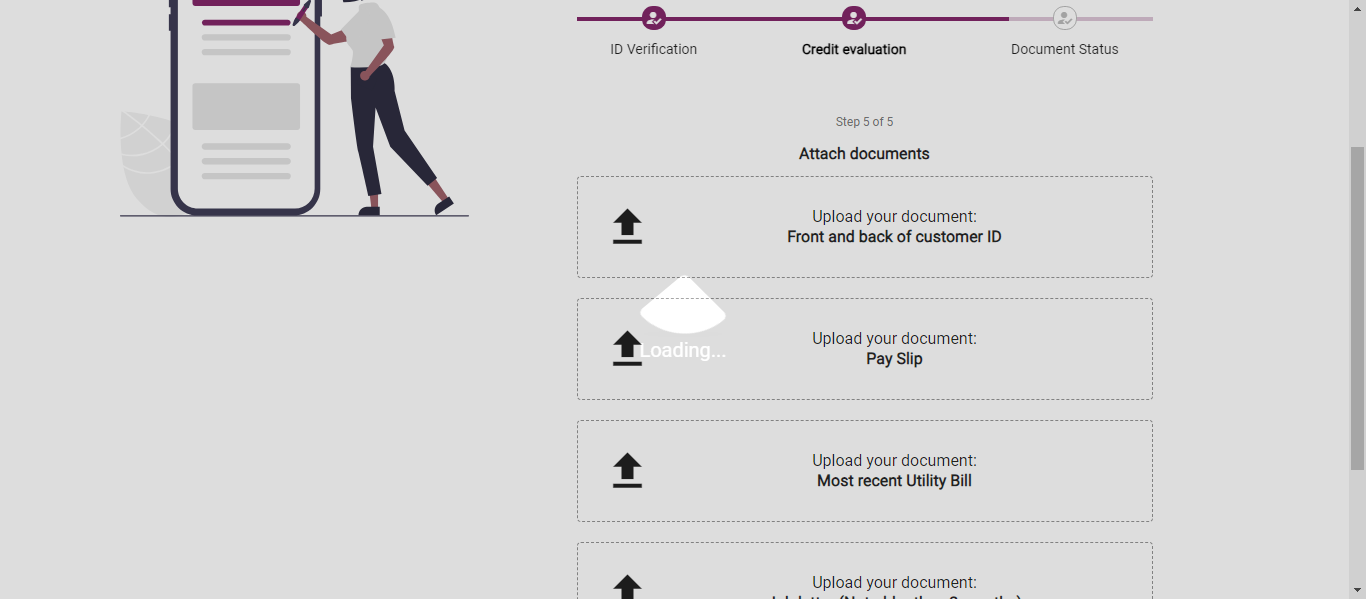 ID Verification
Credit evaluation
Document Status
Step 5 of 5
Attach documents
Upload your document:
Front and back of customer ID
Loading...
Upload your document:
Pay Slip
Upload your document:
Most recent Utility Bill
Upload your document: